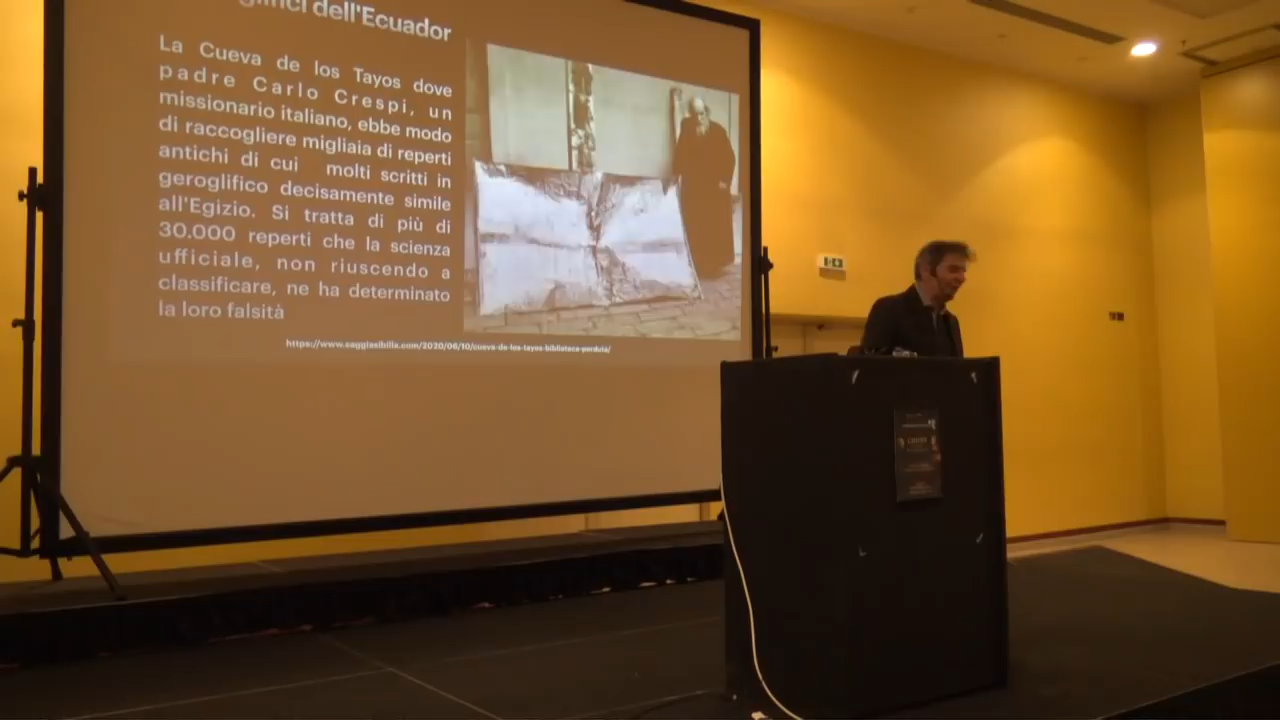 dell'Ecuador
La Cueva de los Tayos dove
padre Carlo Crespi, un
missionario italiano, ebbe modo
di raccogliere migliaia di reperti
antichi di cui molti scritti in
geroglifico decisamente simile
all'Egizio. Si tratta di più di
30.000 reperti che la scienza
ufficiale, non riuscendo a
classificare, ne ha determinato
la loro falsità
https://www.saggiasibilla.com/2020/06/10/cueva-de-los-tayos-biblioteca-perduta/